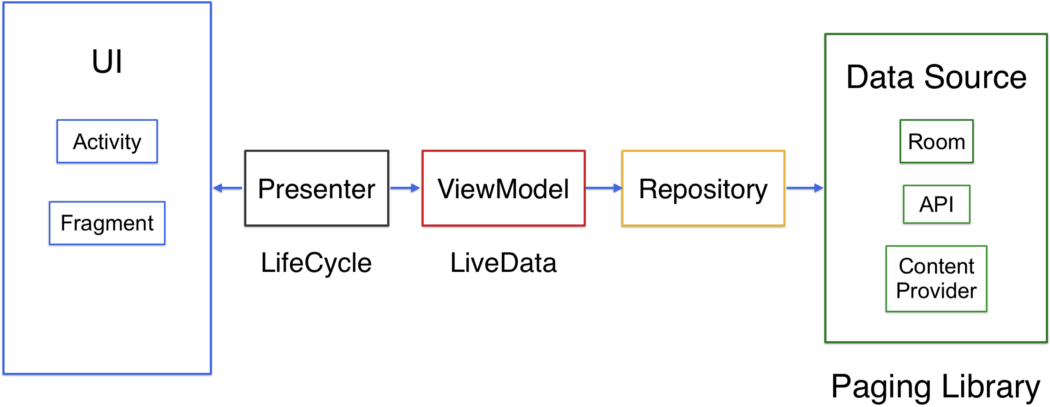 UI
Activity
Fragment
Presenter
LifeCycle
ViewModel
LiveData
Repository
Data Source
Room
API
Content
Provider
Paging Library